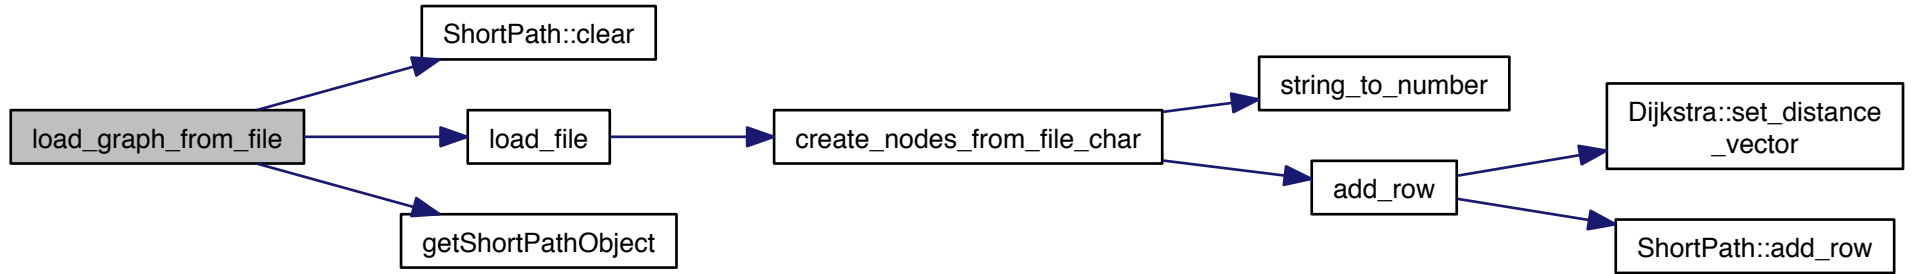 ShortPath::clear
load_graph_from_file
load_file
getShortPathObject
create_nodes_from_file_char
string_to_number
add_row
Dijkstra::set_distance
_vector
ShortPath::add_row